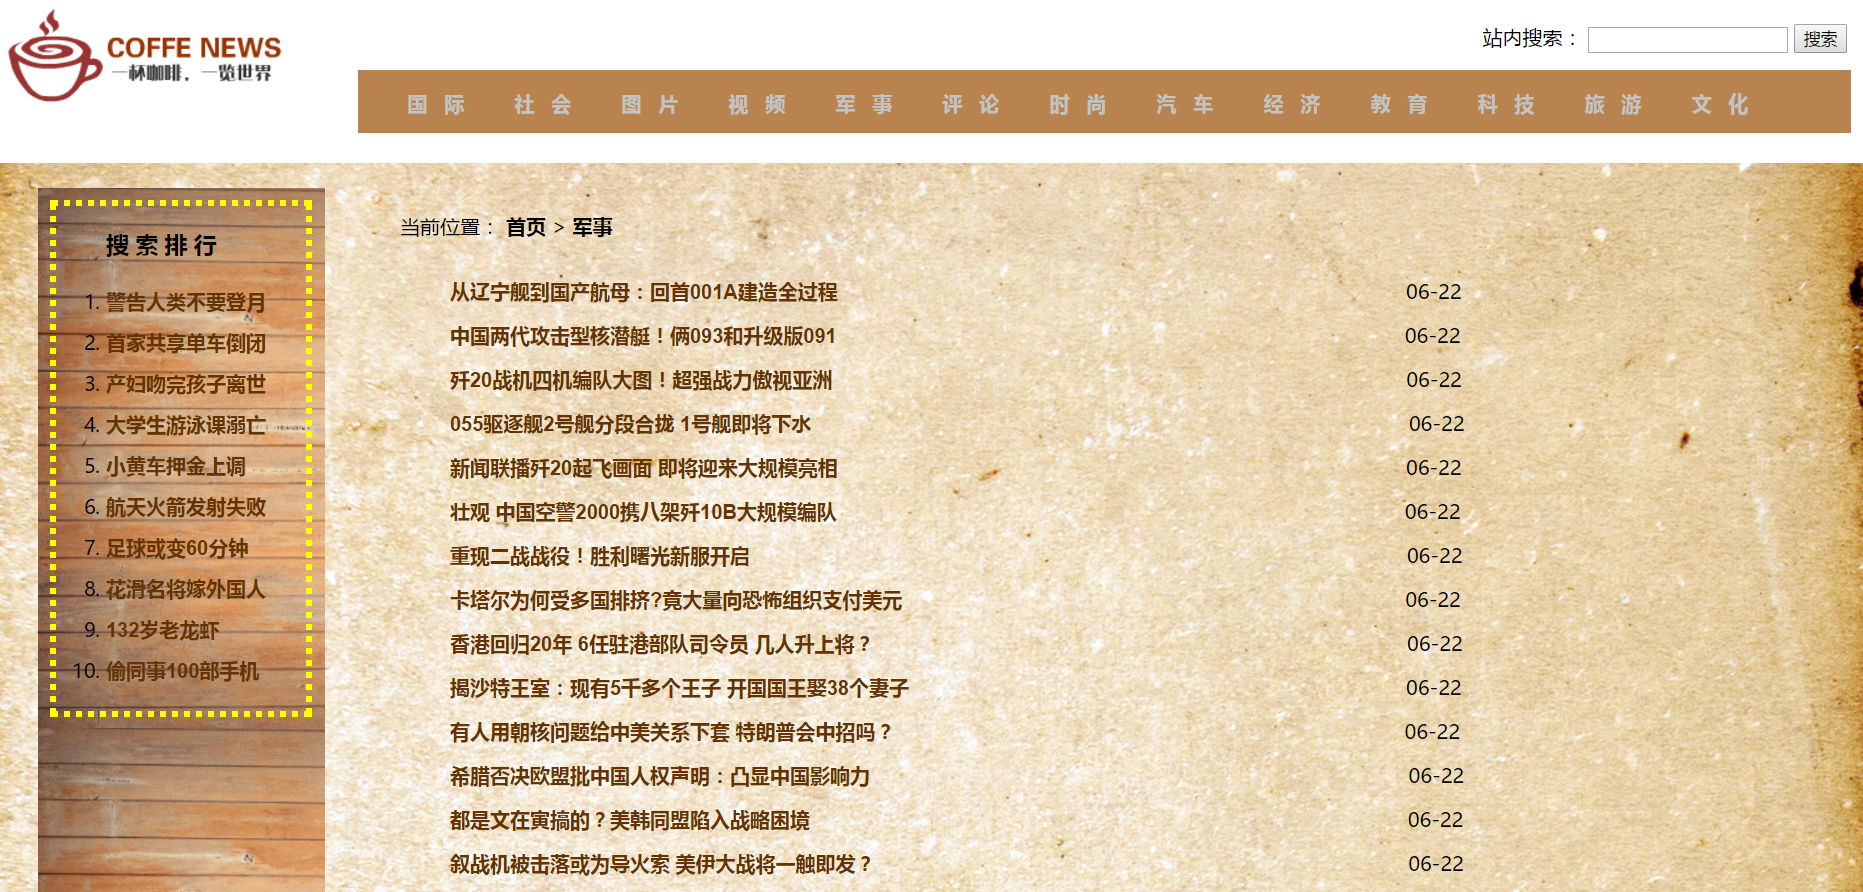 COFFE NEWS
一杯咖啡，一览世界
站内搜索： 搜索
国 际 社 会 图 片 视 频 军 事 评 论 时 尚 汽 车 经 济 教 育 科 技 旅 游 文 化
搜 索 排 行
1. 警告人类不要登月
2. 首家共享单车倒闭
3. 产妇吻完孩子离世
4. 大学生游泳课溺亡
5. 小黄车押金上调
6. 航天火箭发射失败
7. 足球或变60分钟
8. 花滑名将嫁外国人
9. 132岁老龙虾
10. 偷同事100部手机
当前位置： 首页 > 军事
从辽宁舰到国产航母：回首001A建造全过程 06-22
中国两代攻击型核潜艇！俩093和升级版091 06-22
歼20战机四机编队大图！超强战力傲视亚洲 06-22
055驱逐舰2号舰分段合拢 1号舰即将下水 06-22
新闻联播歼20起飞画面 即将迎来大规模亮相 06-22
壮观 中国空警2000携八架歼10B大规模编队 06-22
重现二战战役！胜利曙光新服开启 06-22
卡塔尔为何受多国排挤?竟大量向恐怖组织支付美元 06-22
香港回归20年 6任驻港部队司令员 几人升上将？ 06-22
揭沙特王室：现有5千多个王子 开国国王娶38个妻子 06-22
有人用朝核问题给中美关系下套 特朗普会中招吗？ 06-22
希腊否决欧盟批中国人权声明：凸显中国影响力 06-22
都是文在寅搞的？美韩同盟陷入战略困境 06-22
叙战机被击落或为导火索 美伊大战将一触即发？ 06-22